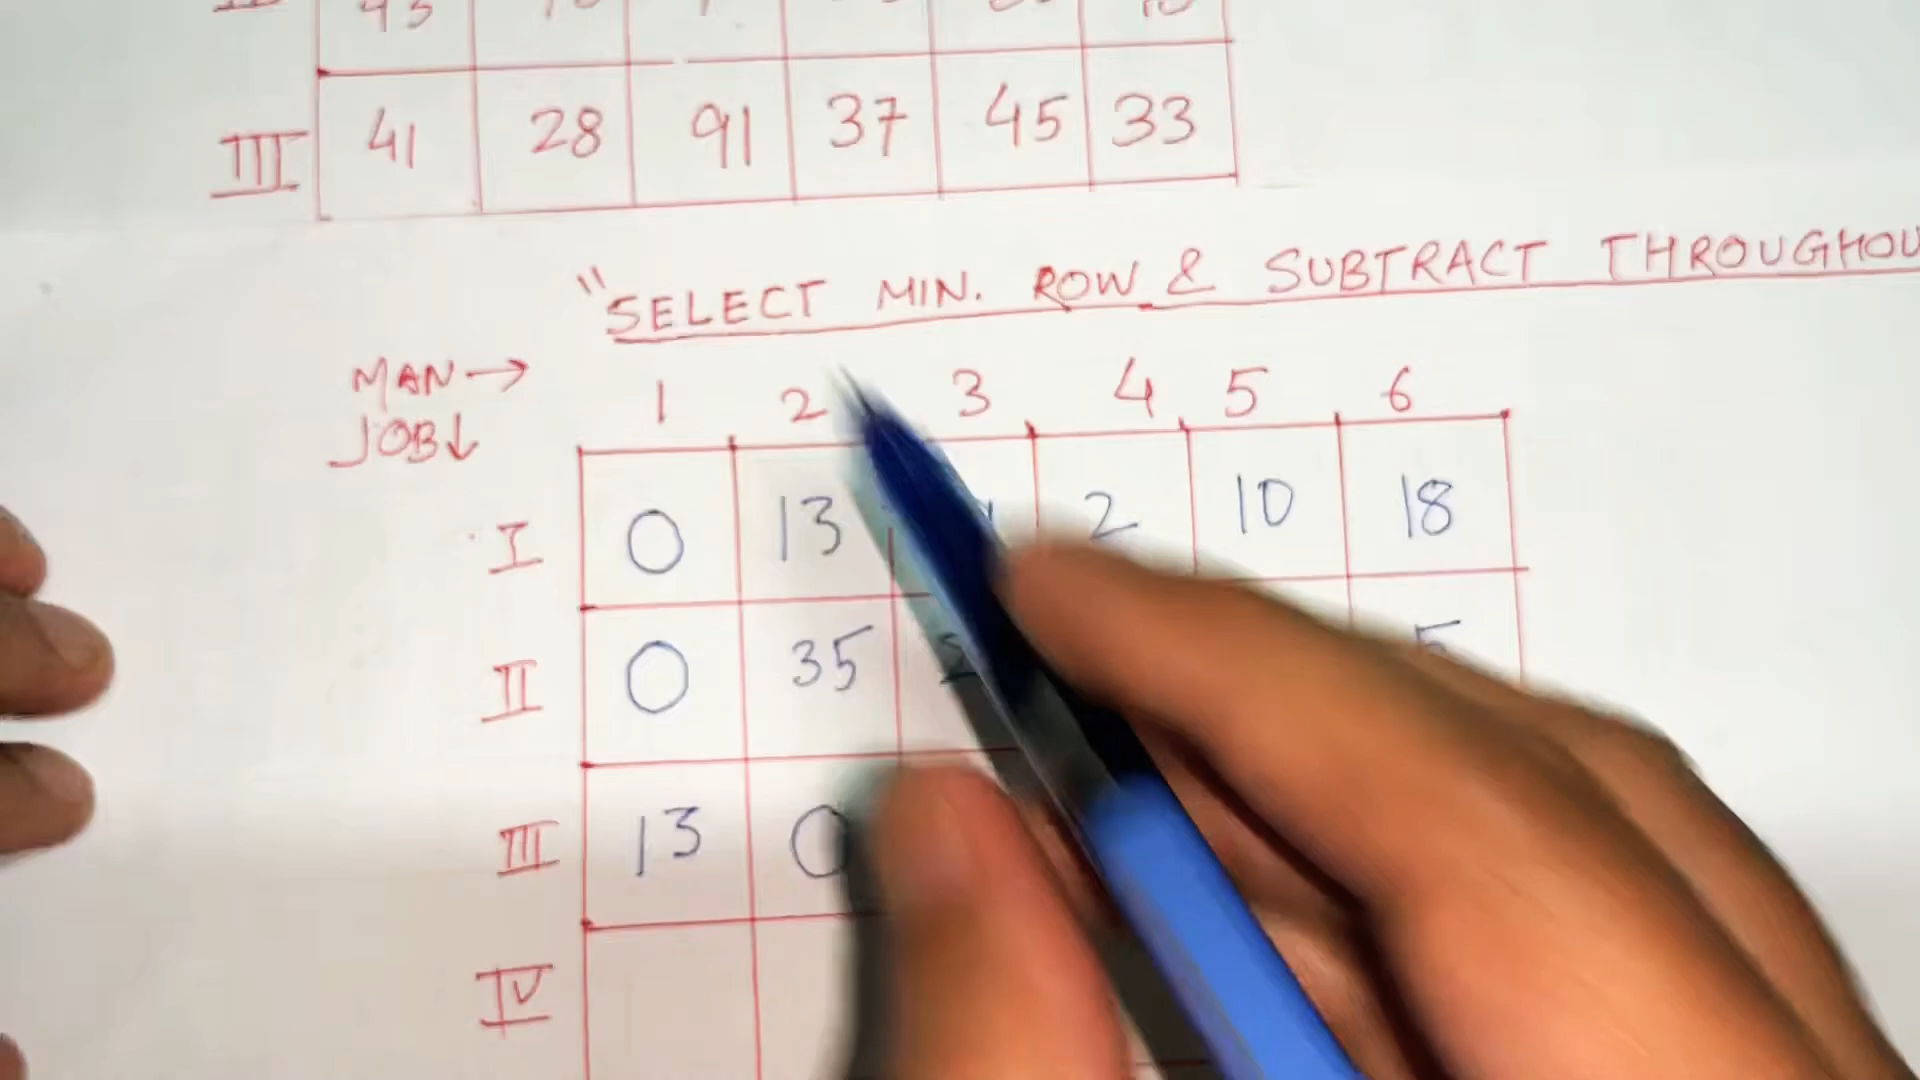 III 41 28 91 37 45 33
"SELECT MIN. ROW & SUBTRACT THROUGHOU
MAN→ 1 2 3 4 5 6
JOB↓
I 0 13 2 10 18
II 0 35 5
III 13 0
IV